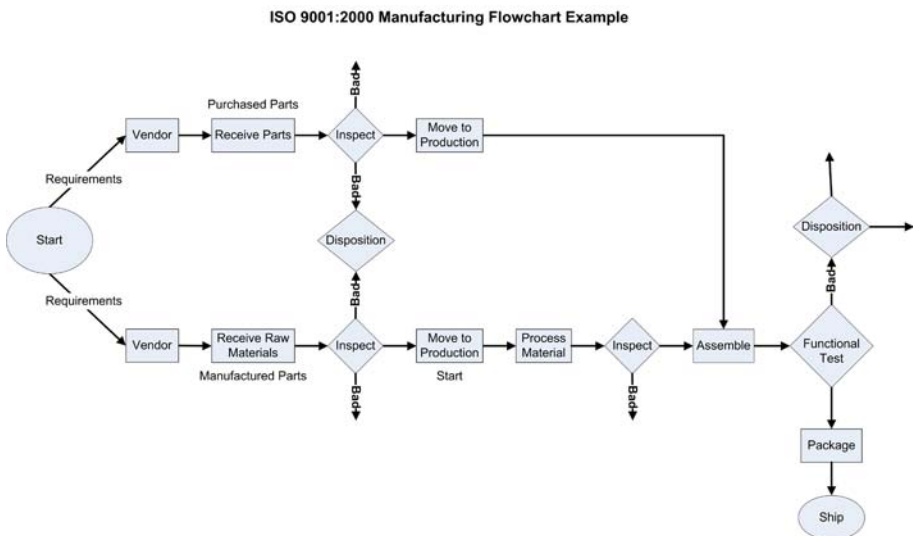 ISO 9001:2000 Manufacturing Flowchart Example
Bad
Purchased Parts
Vendor
Receive Parts
Inspect
Move to
Production
Requirements
Bad
Start
Disposition
Disposition
Requirements
Bad
Bad
Vendor
Receive Raw
Materials
Inspect
Move to
Production
Process
Material
Inspect
Assemble
Functional
Test
Manufactured Parts
Start
Bad
Bad
Package
Ship